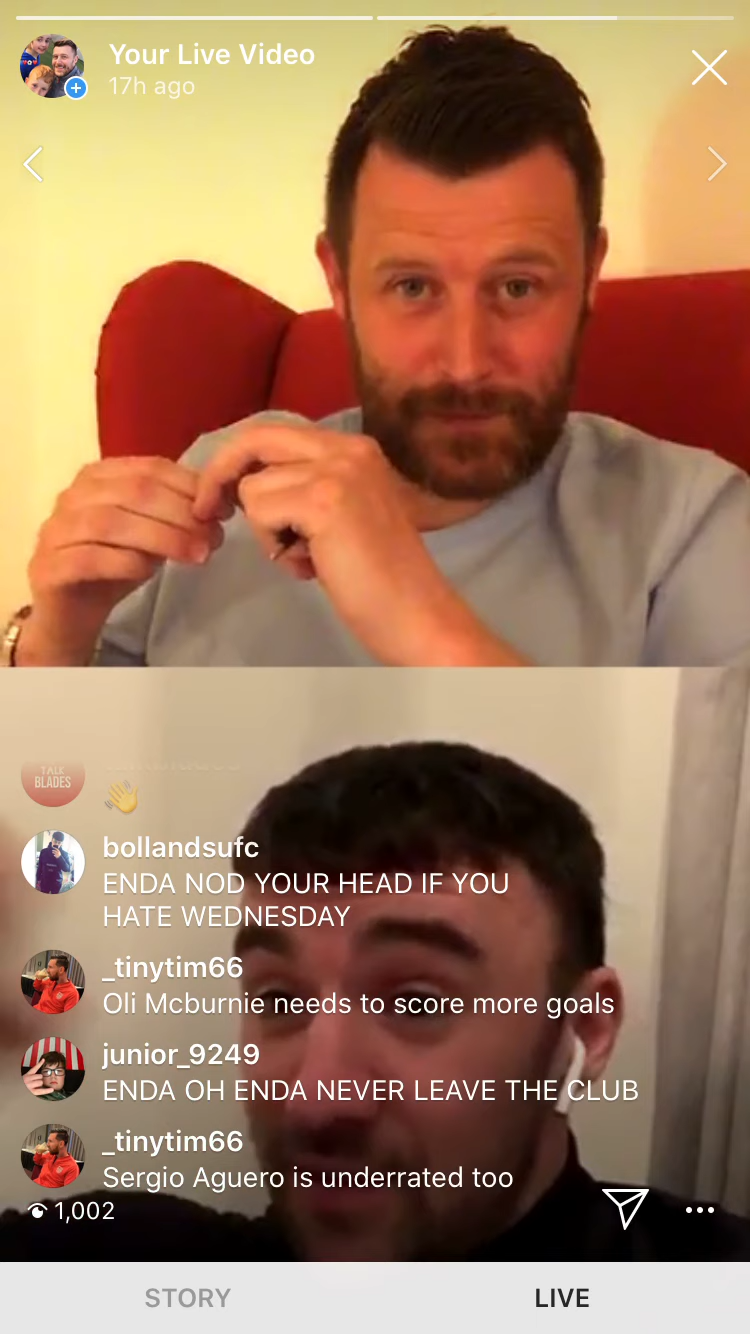 Your Live Video
17h ago
TALK
BLADES
👋
bollandsufc
ENDA NOD YOUR HEAD IF YOU
HATE WEDNESDAY
_tinytim66
Oli Mcburnie needs to score more goals
junior_9249
ENDA OH ENDA NEVER LEAVE THE CLUB
_tinytim66
Sergio Aguero is underrated too
1,002
STORY
LIVE